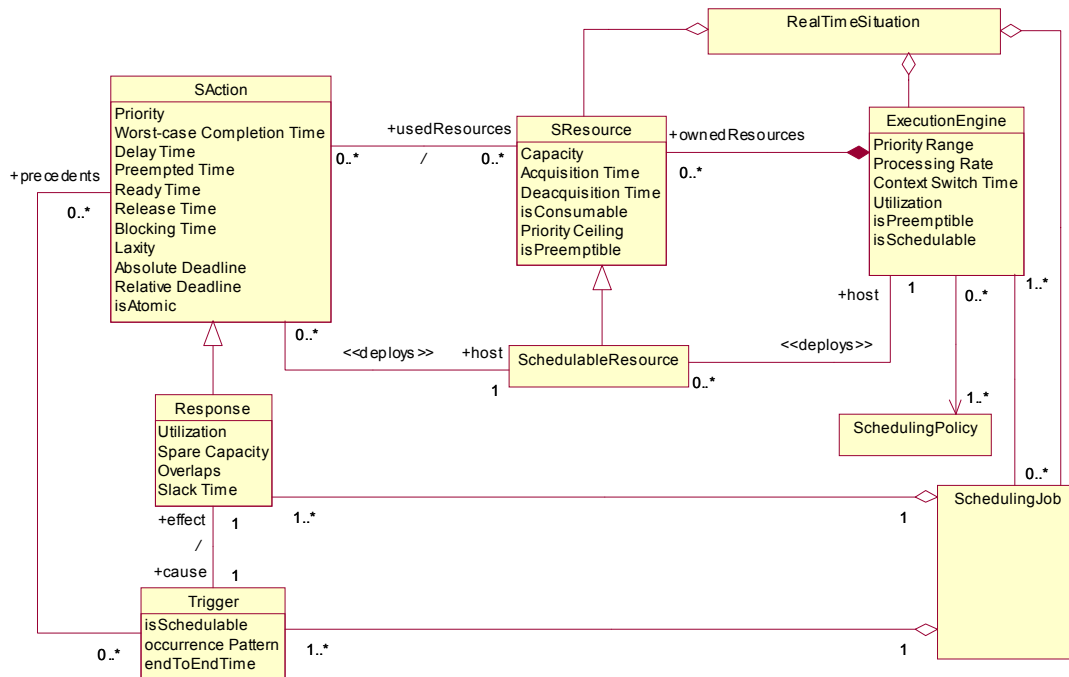 RealTimeSituation
SAction
Priority
Worst-case Completion Time
Delay Time
Preempted Time
Ready Time
Release Time
Blocking Time
Laxity
Absolute Deadline
Relative Deadline
isAtomic
+usedResources
0..*
/
0..*
SResource
Capacity
Acquisition Time
Deacquisition Time
isConsumable
Priority Ceiling
isPreemptible
+ownedResources
0..*
ExecutionEngine
Priority Range
Processing Rate
Context Switch Time
Utilization
isPreemptible
isSchedulable
+precedents
0..*
+host
1
0..*
1..*
0..*
<<deploys>>
+host
1
SchedulableResource
<<deploys>>
0..*
1..*
SchedulingPolicy
Response
Utilization
Spare Capacity
Overlaps
Slack Time
0..*
SchedulingJob
+effect
1
1..*
1
/
+cause
1
Trigger
isSchedulable
occurrence Pattern
endToEndTime
0..*
1..*
1